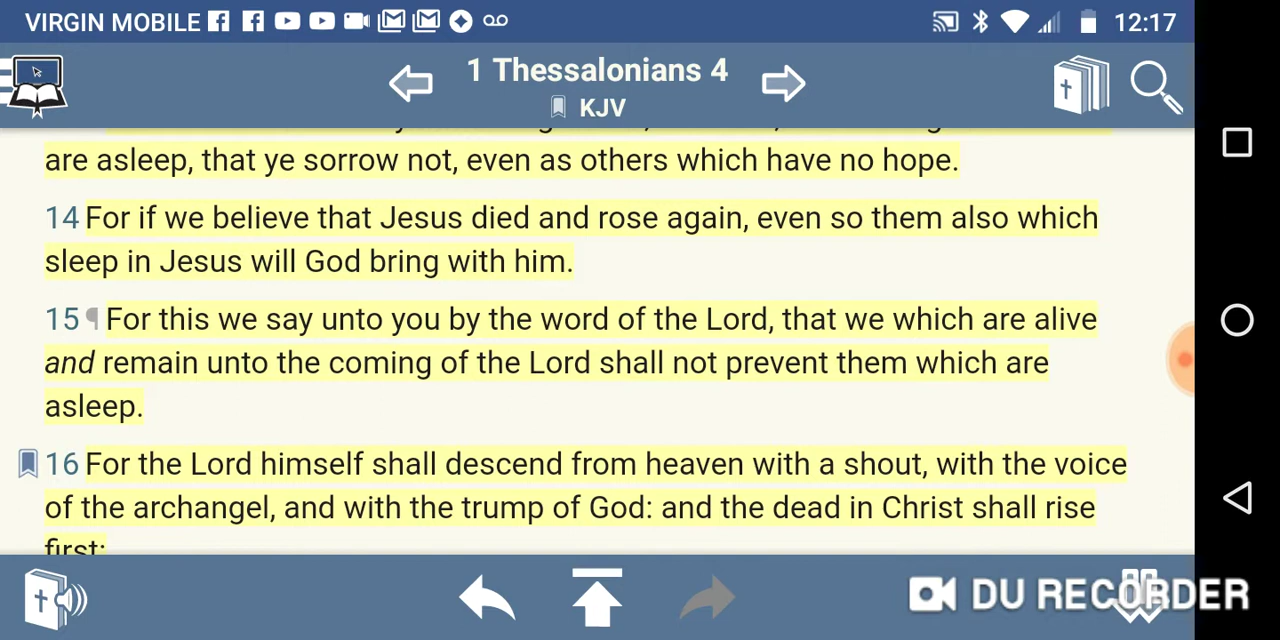 VIRGIN MOBILE 12:17
1 Thessalonians 4
KJV
are asleep, that ye sorrow not, even as others which have no hope.
14 For if we believe that Jesus died and rose again, even so them also which
sleep in Jesus will God bring with him.
15 ¶ For this we say unto you by the word of the Lord, that we which are alive
and remain unto the coming of the Lord shall not prevent them which are
asleep.
16 For the Lord himself shall descend from heaven with a shout, with the voice
of the archangel, and with the trump of God: and the dead in Christ shall rise
first:
DU RECORDER